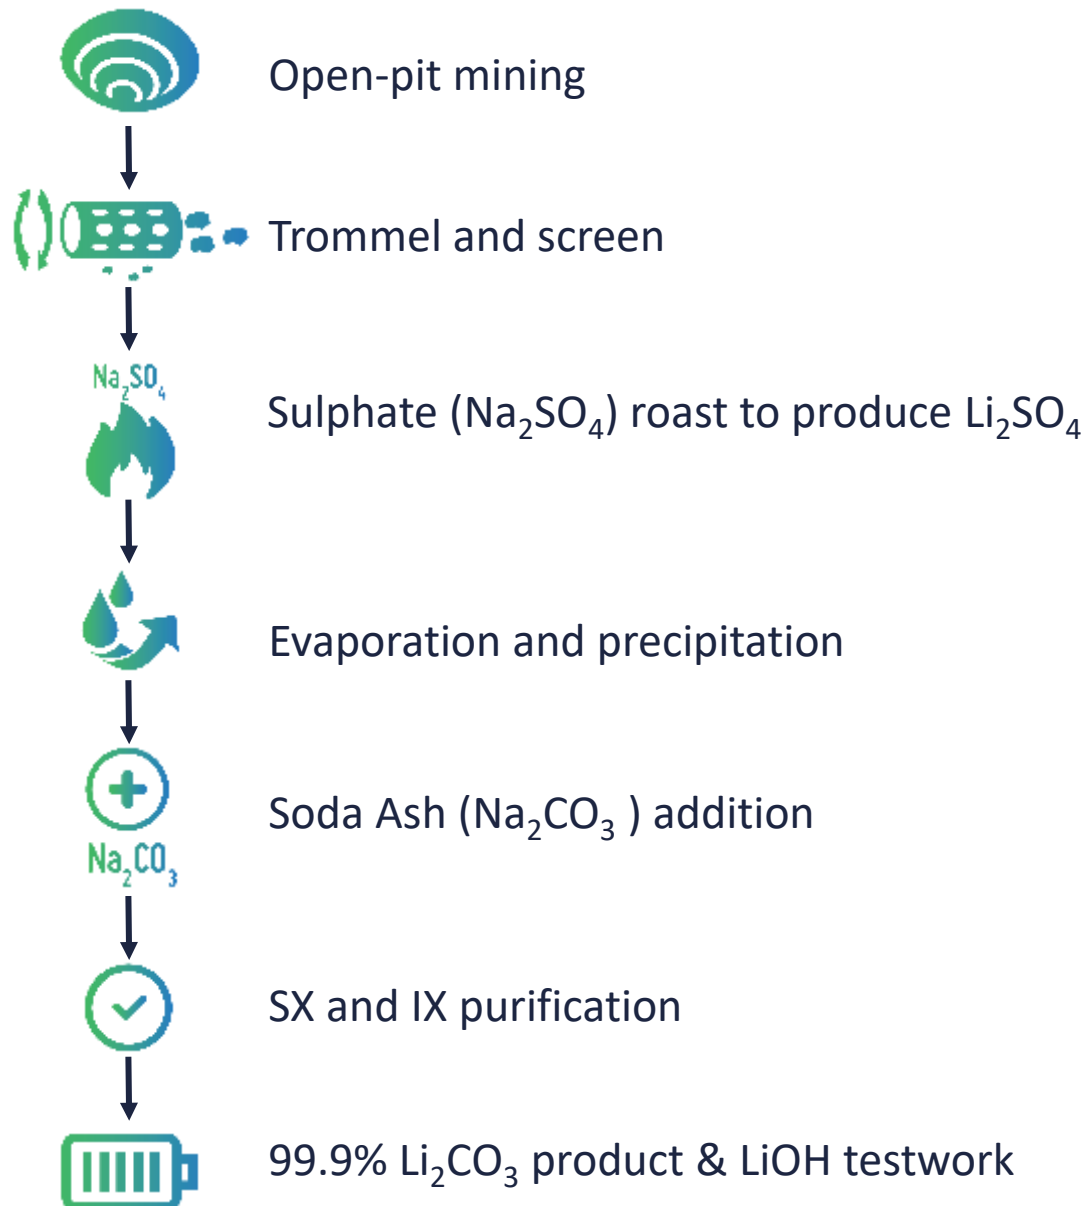 Open-pit mining
Trommel and screen
Na₂SO₄
Sulphate (Na₂SO₄) roast to produce Li₂SO₄
Evaporation and precipitation
Soda Ash (Na₂CO₃ ) addition
Na₂CO₃
SX and IX purification
99.9% Li₂CO₃ product & LiOH testwork